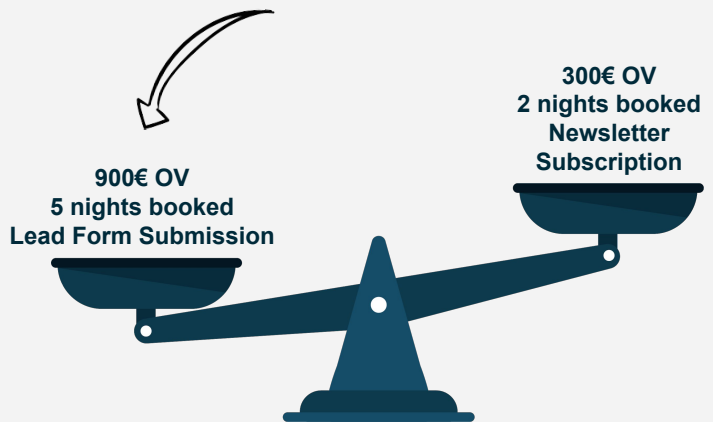 900€ OV
5 nights booked
Lead Form Submission
300€ OV
2 nights booked
Newsletter
Subscription